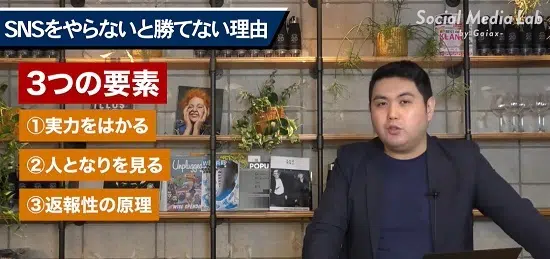 SNSをやらないと勝てない理由
Social Media Lab
-by Gaiax-
3つの要素
①実力をはかる
②人となりを見る
③返報性の原理
Unplugged
POPU